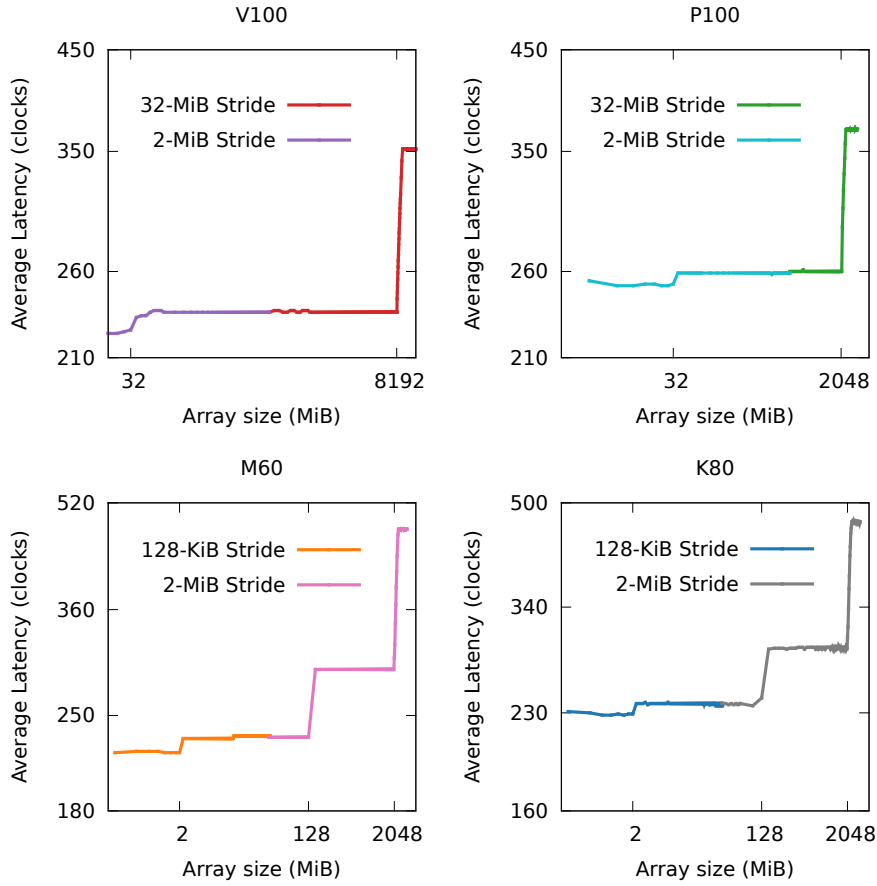 V100
450
350
260
210
Average Latency (clocks)
32-MiB Stride
2-MiB Stride
32
8192
Array size (MiB)
P100
450
350
260
210
Average Latency (clocks)
32-MiB Stride
2-MiB Stride
32
2048
Array size (MiB)
M60
520
360
250
180
Average Latency (clocks)
128-KiB Stride
2-MiB Stride
2
128
2048
Array size (MiB)
K80
500
340
230
160
Average Latency (clocks)
128-KiB Stride
2-MiB Stride
2
128
2048
Array size (MiB)